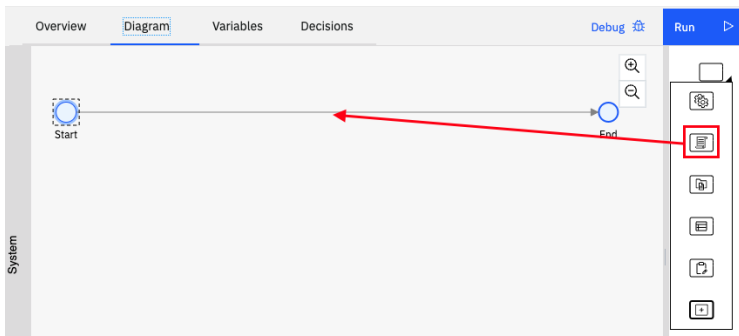 Overview Diagram Variables Decisions Debug Run
Start
End
System